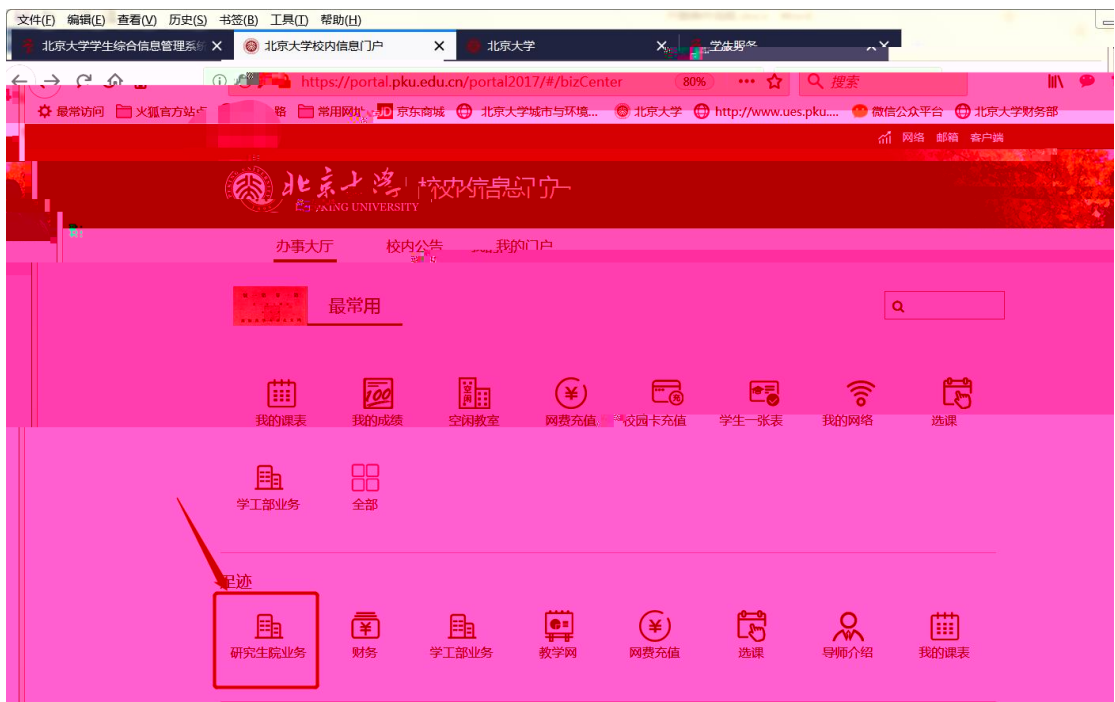 文件(F) 编辑(E) 查看(V) 历史(S) 书签(B) 工具(T) 帮助(H)
北京大学学生综合信息管理系统 × 北京大学校内信息门户 × 北京大学 ×
https://portal.pku.edu.cn/portal2017/#/bizCenter 80% ••• 搜索
最常访问 火狐官方站点 常用网址 JD 京东商城 北京大学城市与环境... 北京大学 http://www.ues.pku.... 微信公众平台 北京大学财务部
网络 邮箱 客户端
北京大学 校内信息门户
UNIVERSITY
办事大厅 校内公告 我的门户
最常用
我的课表 我的成绩 空闲教室 网费充值 校园卡充值 学生一张表 我的网络 选课
学工部业务 全部
足迹
研究生院业务 财务 学工部业务 教学网 网费充值 选课 导师介绍 我的课表